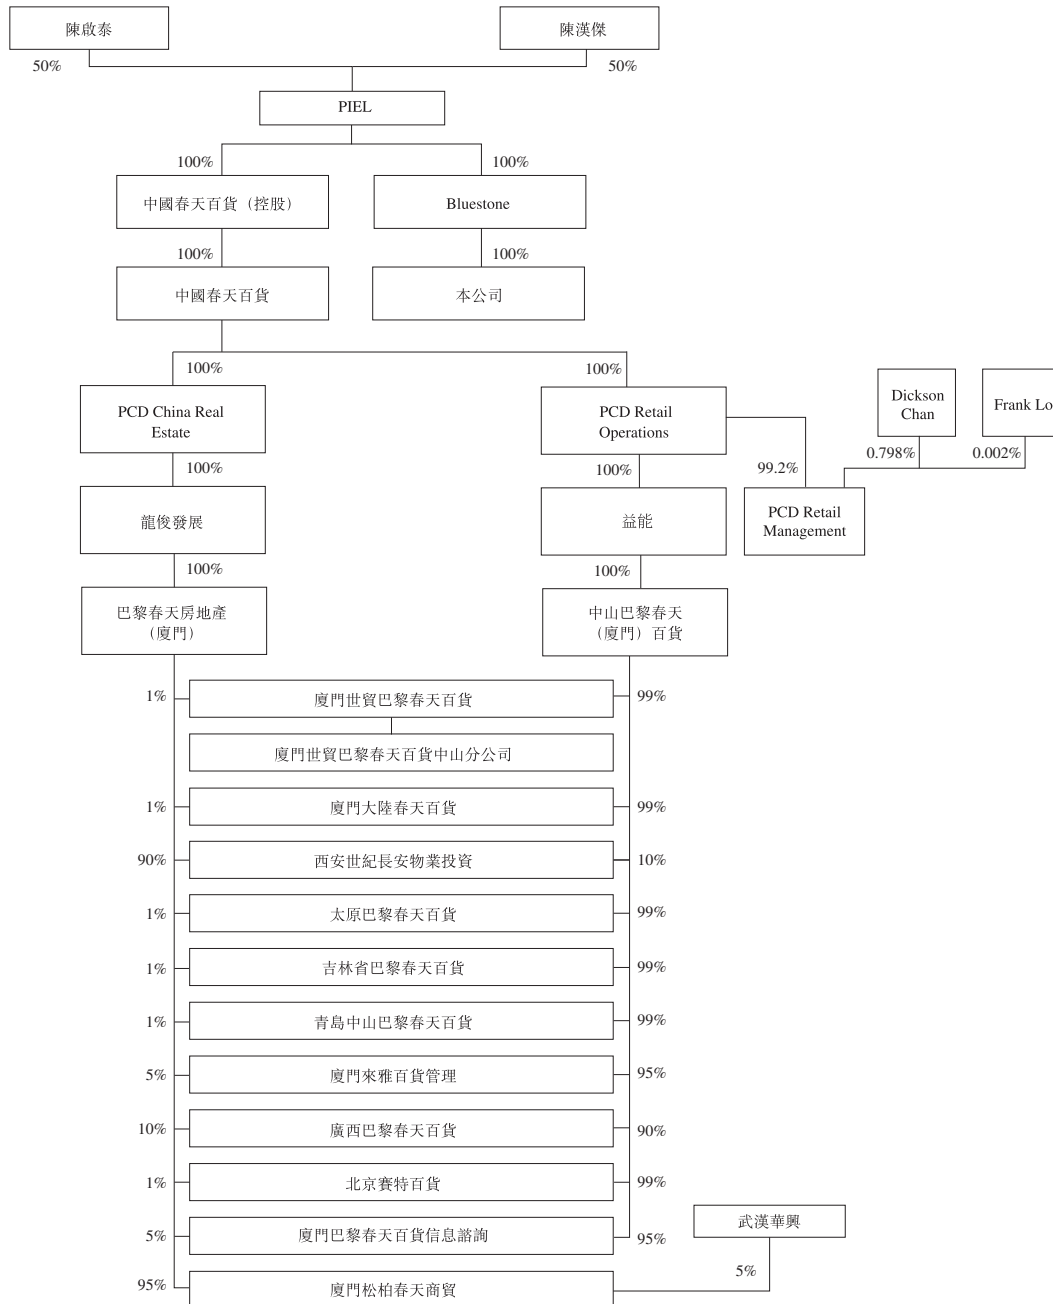 陳啟泰
陳漢傑
50%
50%
PIEL
100%
100%
中國春天百貨（控股）
Bluestone
100%
100%
中國春天百貨
本公司
100%
100%
PCD China Real
Estate
PCD Retail
Operations
Dickson
Chan
Frank Lo
100%
100%
99.2%
0.798%
0.002%
龍俊發展
益能
PCD Retail
Management
100%
100%
巴黎春天房地產
（廈門）
中山巴黎春天
（廈門）百貨
1%
廈門世貿巴黎春天百貨
99%
廈門世貿巴黎春天百貨中山分公司
1%
廈門大陸春天百貨
99%
90%
西安世紀長安物業投資
10%
1%
太原巴黎春天百貨
99%
1%
吉林省巴黎春天百貨
99%
1%
青島中山巴黎春天百貨
99%
5%
廈門來雅百貨管理
95%
10%
廣西巴黎春天百貨
90%
1%
北京賽特百貨
99%
武漢華興
5%
廈門巴黎春天百貨信息諮詢
95%
5%
95%
廈門松柏春天商貿